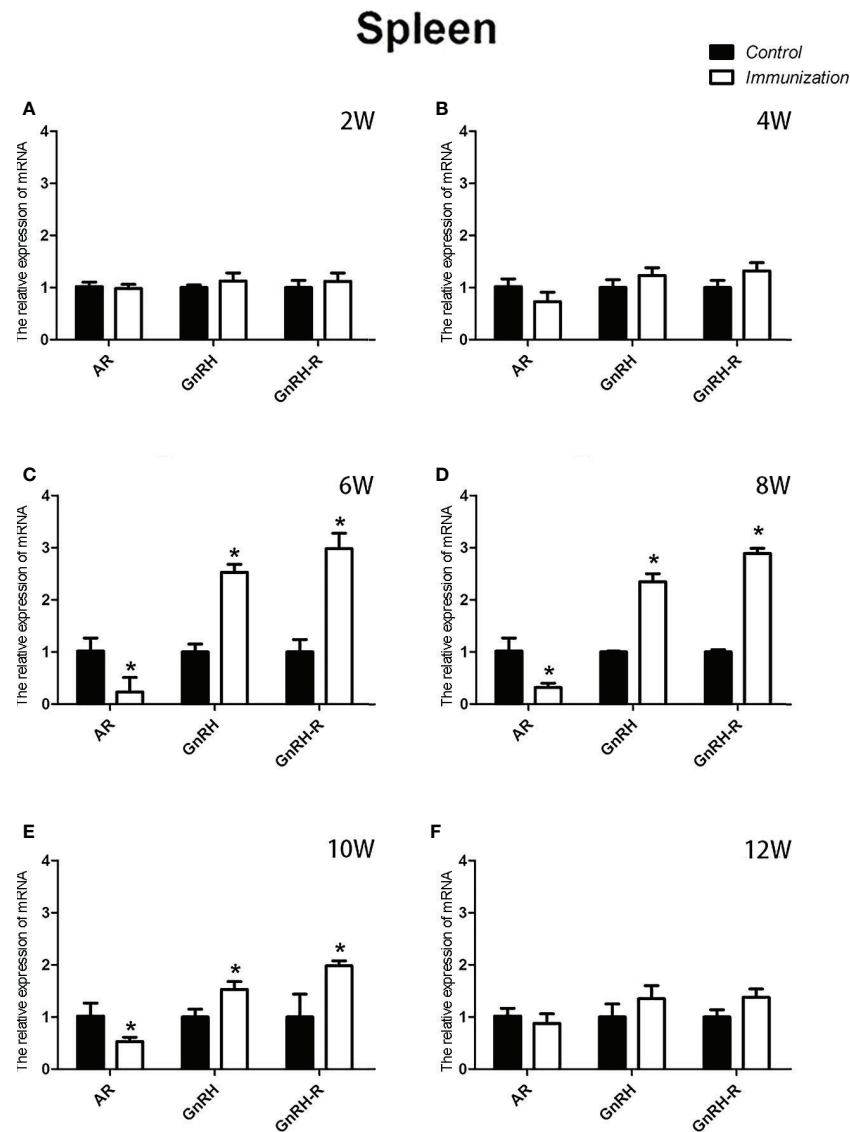 Spleen
Control
Immunization
A
2W
The relative expression of mRNA
4
3
2
1
0
AR
GnRH
GnRH-R
B
4W
The relative expression of mRNA
4
3
2
1
0
AR
GnRH
GnRH-R
C
6W
The relative expression of mRNA
4
3
2
1
0
*
*
*
AR
GnRH
GnRH-R
D
8W
The relative expression of mRNA
4
3
2
1
0
*
*
*
AR
GnRH
GnRH-R
E
10W
The relative expression of mRNA
4
3
2
1
0
*
*
*
AR
GnRH
GnRH-R
F
12W
The relative expression of mRNA
4
3
2
1
0
AR
GnRH
GnRH-R